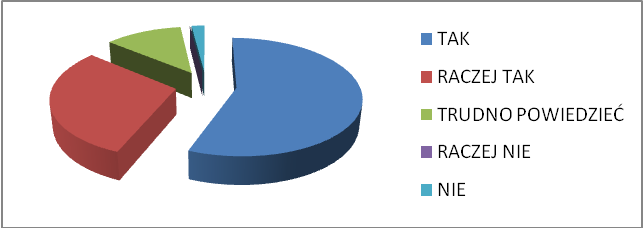 TAK
RACZEJ TAK
TRUDNO POWIEDZIEĆ
RACZEJ NIE
NIE